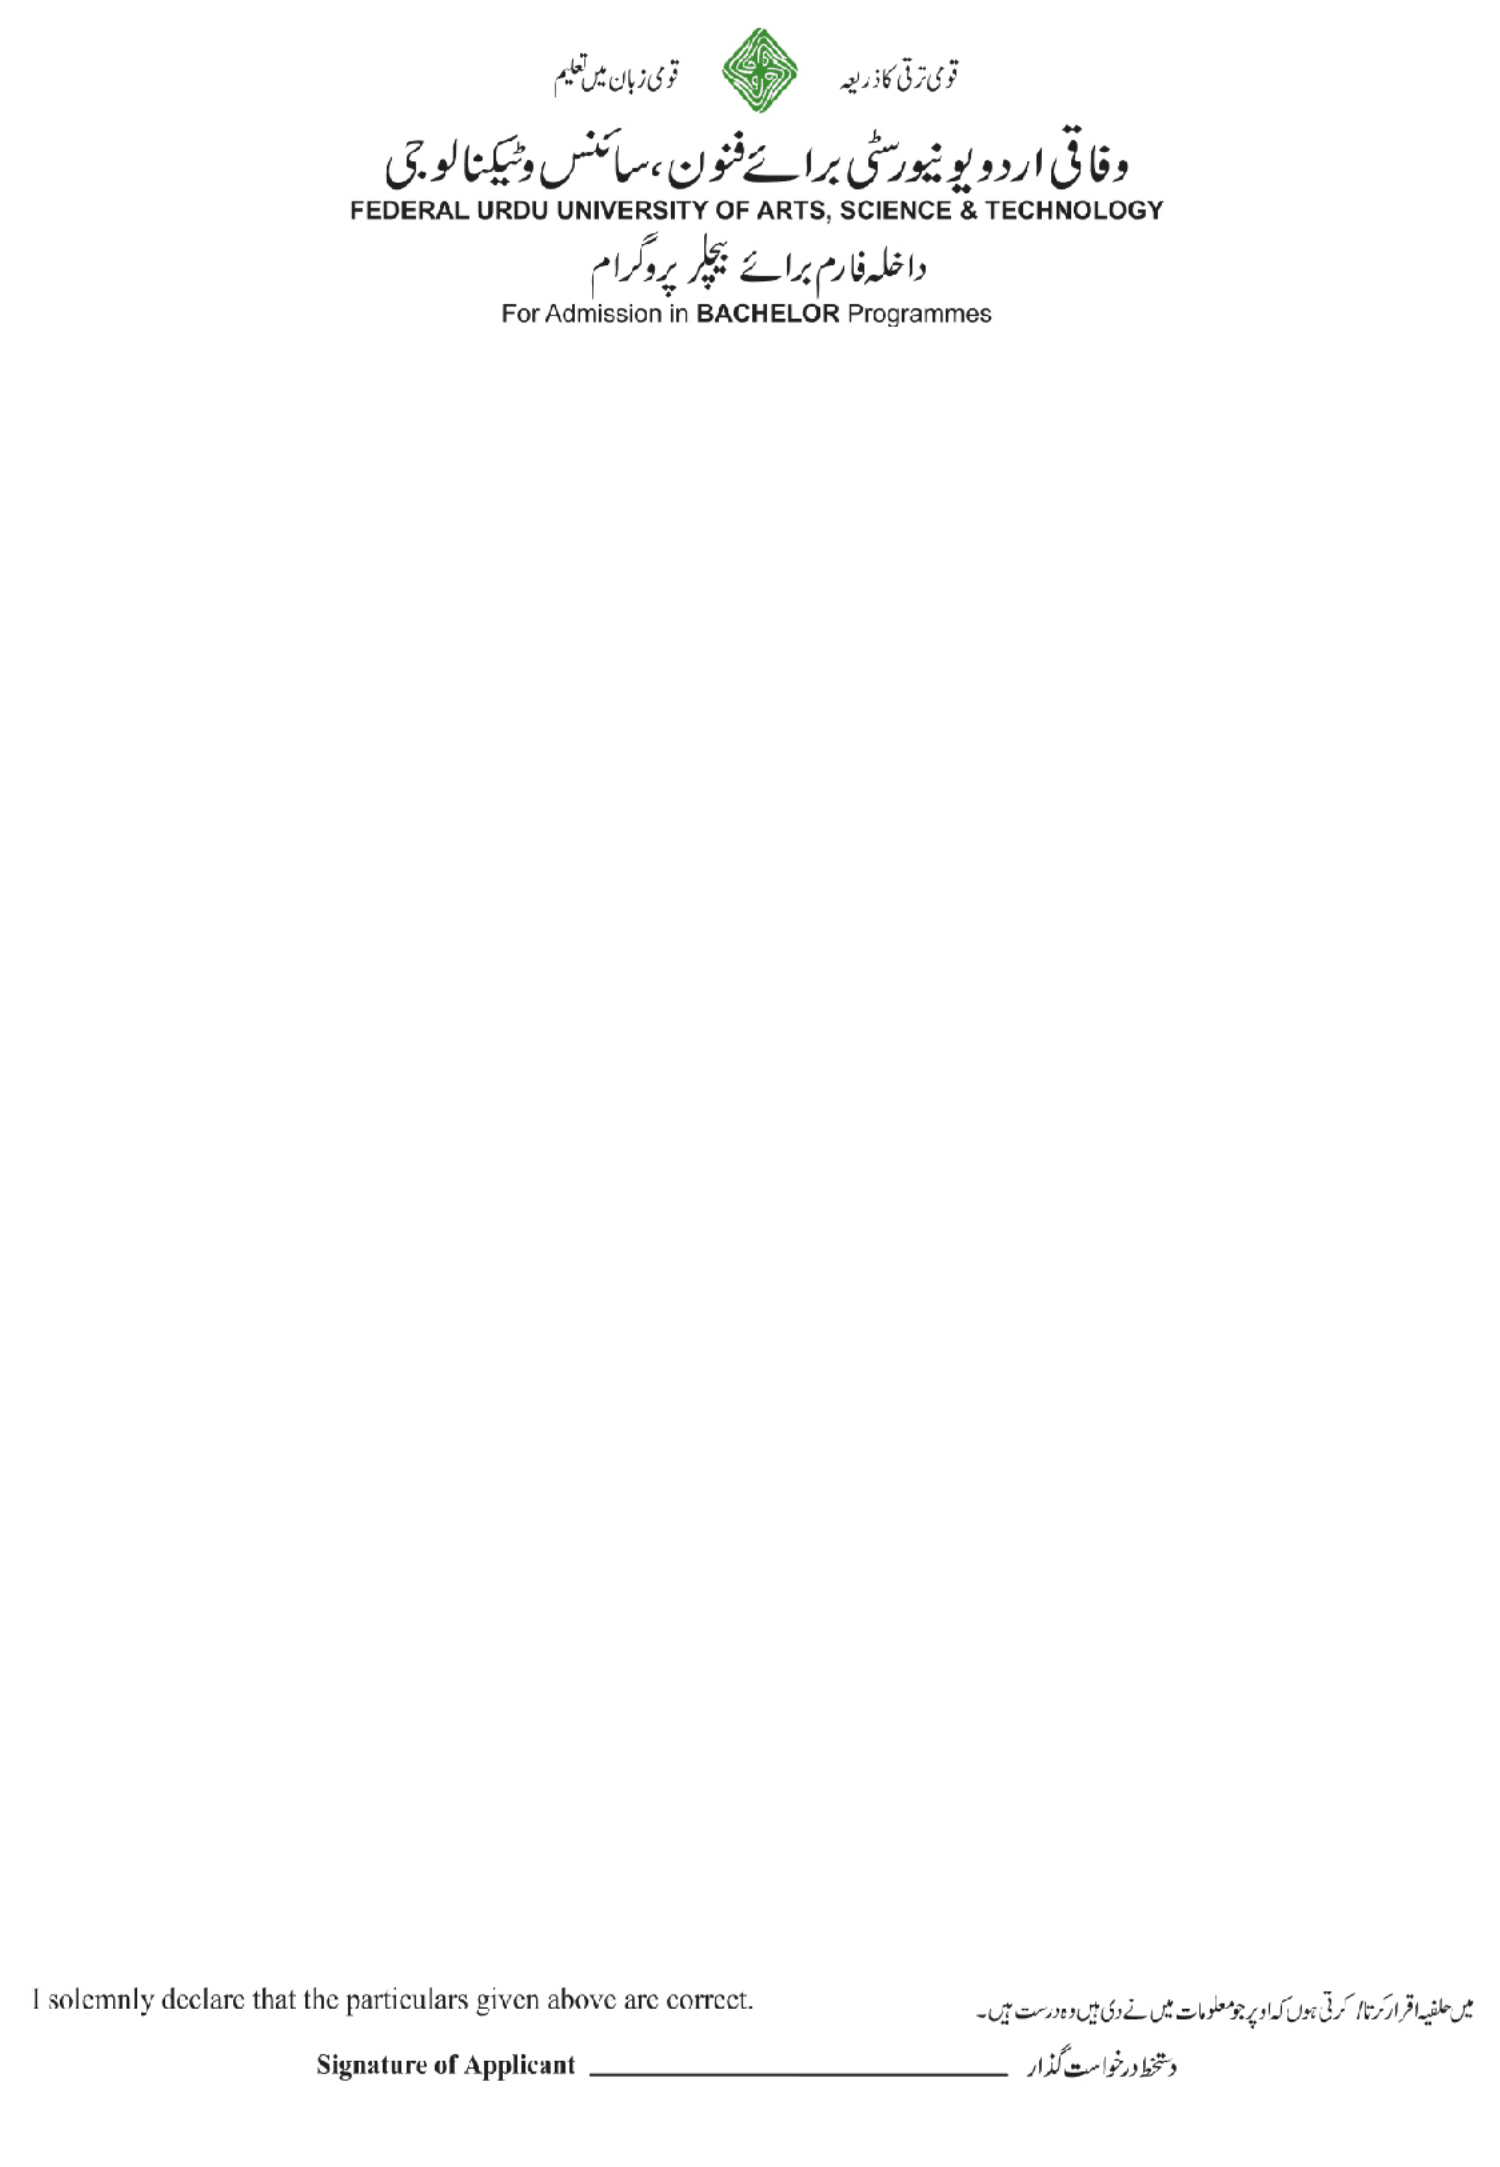 قومی ترقی کا ذریعہ قومی زبان میں تعلیم
وفاقی اردو یونیورسٹی برائے فنون، سائنس وٹیکنالوجی
FEDERAL URDU UNIVERSITY OF ARTS, SCIENCE & TECHNOLOGY
داخلہ فارم برائے بیچلر پروگرام
For Admission in BACHELOR Programmes
I solemnly declare that the particulars given above are correct.
میں حلفیہ اقرار کرتا/ کرتی ہوں کہ اوپر جو معلومات میں نے دی ہیں وہ درست ہیں۔
Signature of Applicant دستخط درخواست گذار